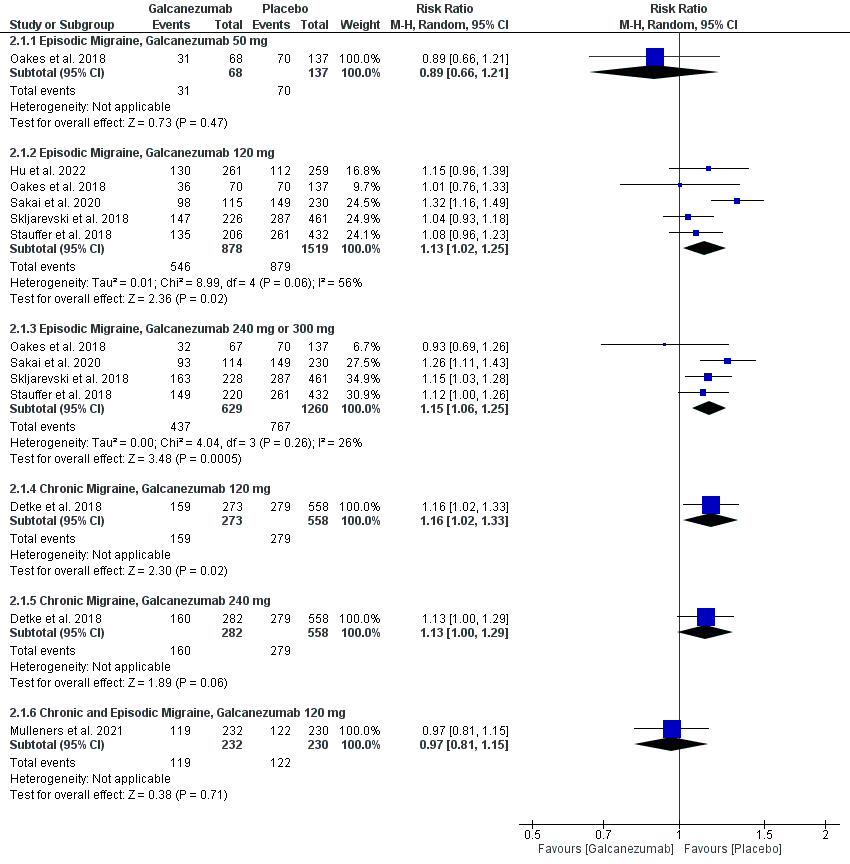 Galcanezumab Placebo Risk Ratio Risk Ratio
Study or Subgroup Events Total Events Total Weight M-H, Random, 95% CI M-H, Random, 95% CI
2.1.1 Episodic Migraine, Galcanezumab 50 mg
Oakes et al. 2018 31 68 70 137 100.0% 0.89 [0.66, 1.21]
Subtotal (95% CI) 68 137 100.0% 0.89 [0.66, 1.21]
Total events 31 70
Heterogeneity: Not applicable
Test for overall effect: Z = 0.73 (P = 0.47)
2.1.2 Episodic Migraine, Galcanezumab 120 mg
Hu et al. 2022 130 261 112 259 16.8% 1.15 [0.96, 1.39]
Oakes et al. 2018 36 70 70 137 9.7% 1.01 [0.76, 1.33]
Sakai et al. 2020 98 115 149 230 24.5% 1.32 [1.16, 1.49]
Skljarevski et al. 2018 147 226 287 461 24.9% 1.04 [0.93, 1.18]
Stauffer et al. 2018 135 206 261 432 24.1% 1.08 [0.96, 1.23]
Subtotal (95% CI) 878 1519 100.0% 1.13 [1.02, 1.25]
Total events 546 879
Heterogeneity: Tau² = 0.01; Chi² = 8.99, df = 4 (P = 0.06); I² = 56%
Test for overall effect: Z = 2.36 (P = 0.02)
2.1.3 Episodic Migraine, Galcanezumab 240 mg or 300 mg
Oakes et al. 2018 32 67 70 137 6.7% 0.93 [0.69, 1.26]
Sakai et al. 2020 93 114 149 230 27.5% 1.26 [1.11, 1.43]
Skljarevski et al. 2018 163 228 287 461 34.9% 1.15 [1.03, 1.28]
Stauffer et al. 2018 149 220 261 432 30.9% 1.12 [1.00, 1.26]
Subtotal (95% CI) 629 1260 100.0% 1.15 [1.06, 1.25]
Total events 437 767
Heterogeneity: Tau² = 0.00; Chi² = 4.04, df = 3 (P = 0.26); I² = 26%
Test for overall effect: Z = 3.48 (P = 0.0005)
2.1.4 Chronic Migraine, Galcanezumab 120 mg
Detke et al. 2018 159 273 279 558 100.0% 1.16 [1.02, 1.33]
Subtotal (95% CI) 273 558 100.0% 1.16 [1.02, 1.33]
Total events 159 279
Heterogeneity: Not applicable
Test for overall effect: Z = 2.30 (P = 0.02)
2.1.5 Chronic Migraine, Galcanezumab 240 mg
Detke et al. 2018 160 282 279 558 100.0% 1.13 [1.00, 1.29]
Subtotal (95% CI) 282 558 100.0% 1.13 [1.00, 1.29]
Total events 160 279
Heterogeneity: Not applicable
Test for overall effect: Z = 1.89 (P = 0.06)
2.1.6 Chronic and Episodic Migraine, Galcanezumab 120 mg
Mulleners et al. 2021 119 232 122 230 100.0% 0.97 [0.81, 1.15]
Subtotal (95% CI) 232 230 100.0% 0.97 [0.81, 1.15]
Total events 119 122
Heterogeneity: Not applicable
Test for overall effect: Z = 0.38 (P = 0.71)
0.5 0.7 1 1.5 2
Favours [Galcanezumab] Favours [Placebo]